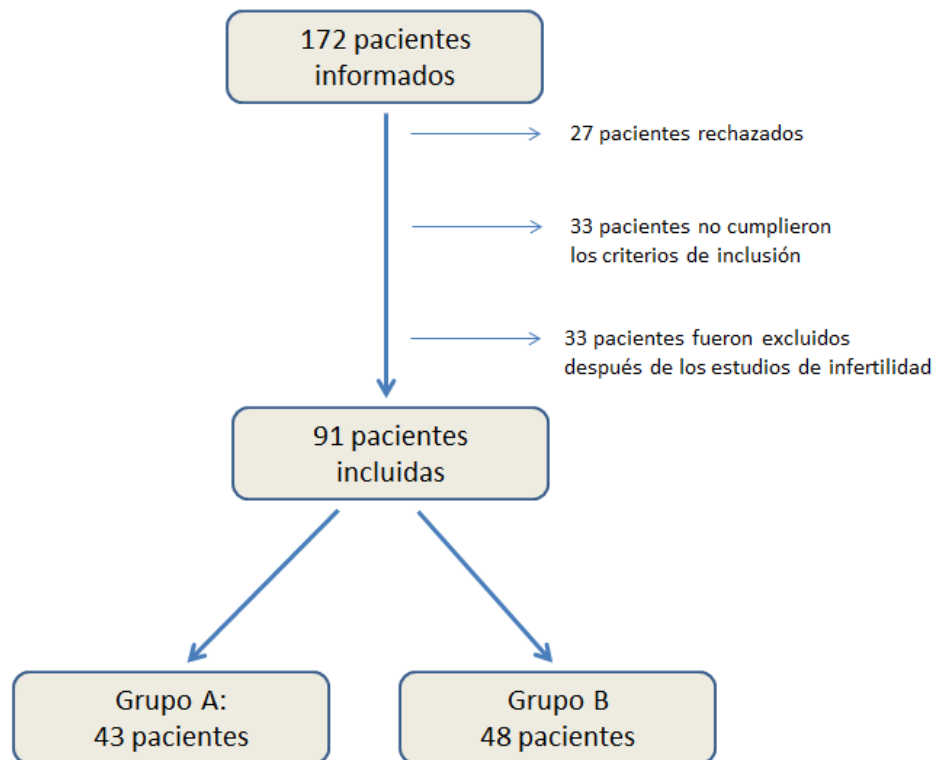 172 pacientes
informados
27 pacientes rechazados
33 pacientes no cumplieron
los criterios de inclusión
33 pacientes fueron excluidos
después de los estudios de infertilidad
91 pacientes
incluidas
Grupo A:
43 pacientes
Grupo B
48 pacientes